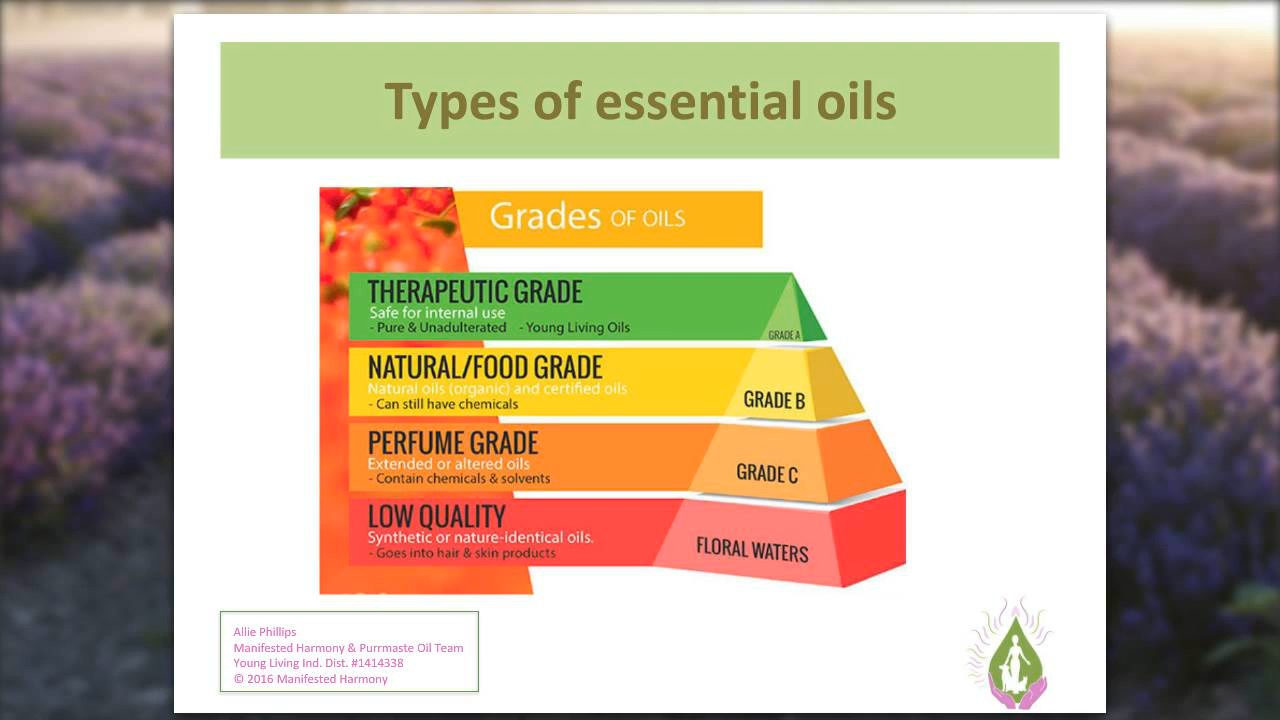 Types of essential oils
Grades OF OILS
THERAPEUTIC GRADE
Safe for internal use
- Pure & Unadulterated - Young Living Oils
GRADE A
NATURAL/FOOD GRADE
Natural oils (organic) and certified oils
- Can still have chemicals
GRADE B
PERFUME GRADE
Extended or altered oils
- Contain chemicals & solvents
GRADE C
LOW QUALITY
Synthetic or nature-identical oils.
- Goes into hair & skin products
FLORAL WATERS
Allie Phillips
Manifested Harmony & Purrmaste Oil Team
Young Living Ind. Dist. #1414338
© 2016 Manifested Harmony